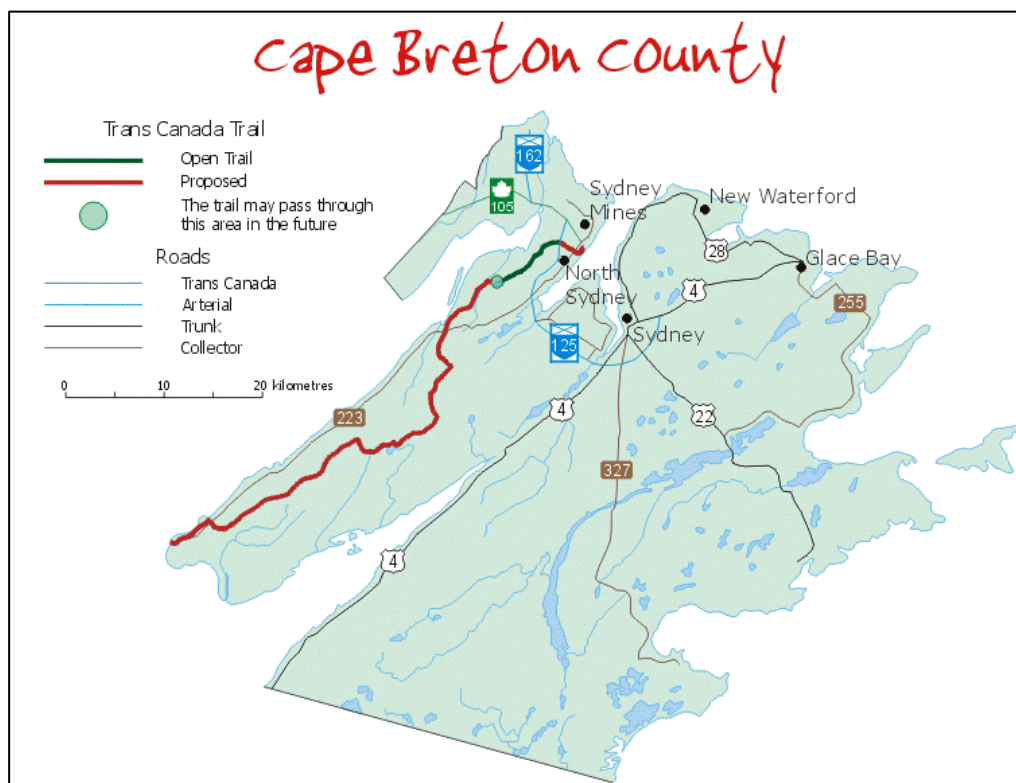 Cape Breton County
Trans Canada Trail
Open Trail
Proposed
The trail may pass through
this area in the future
Roads
Trans Canada
Arterial
Trunk
Collector
0 10 20 kilometres
162
105
Sydney
Mines
New Waterford
28
Glace Bay
North
Sydney
4
255
Sydney
125
223
4
22
327
4